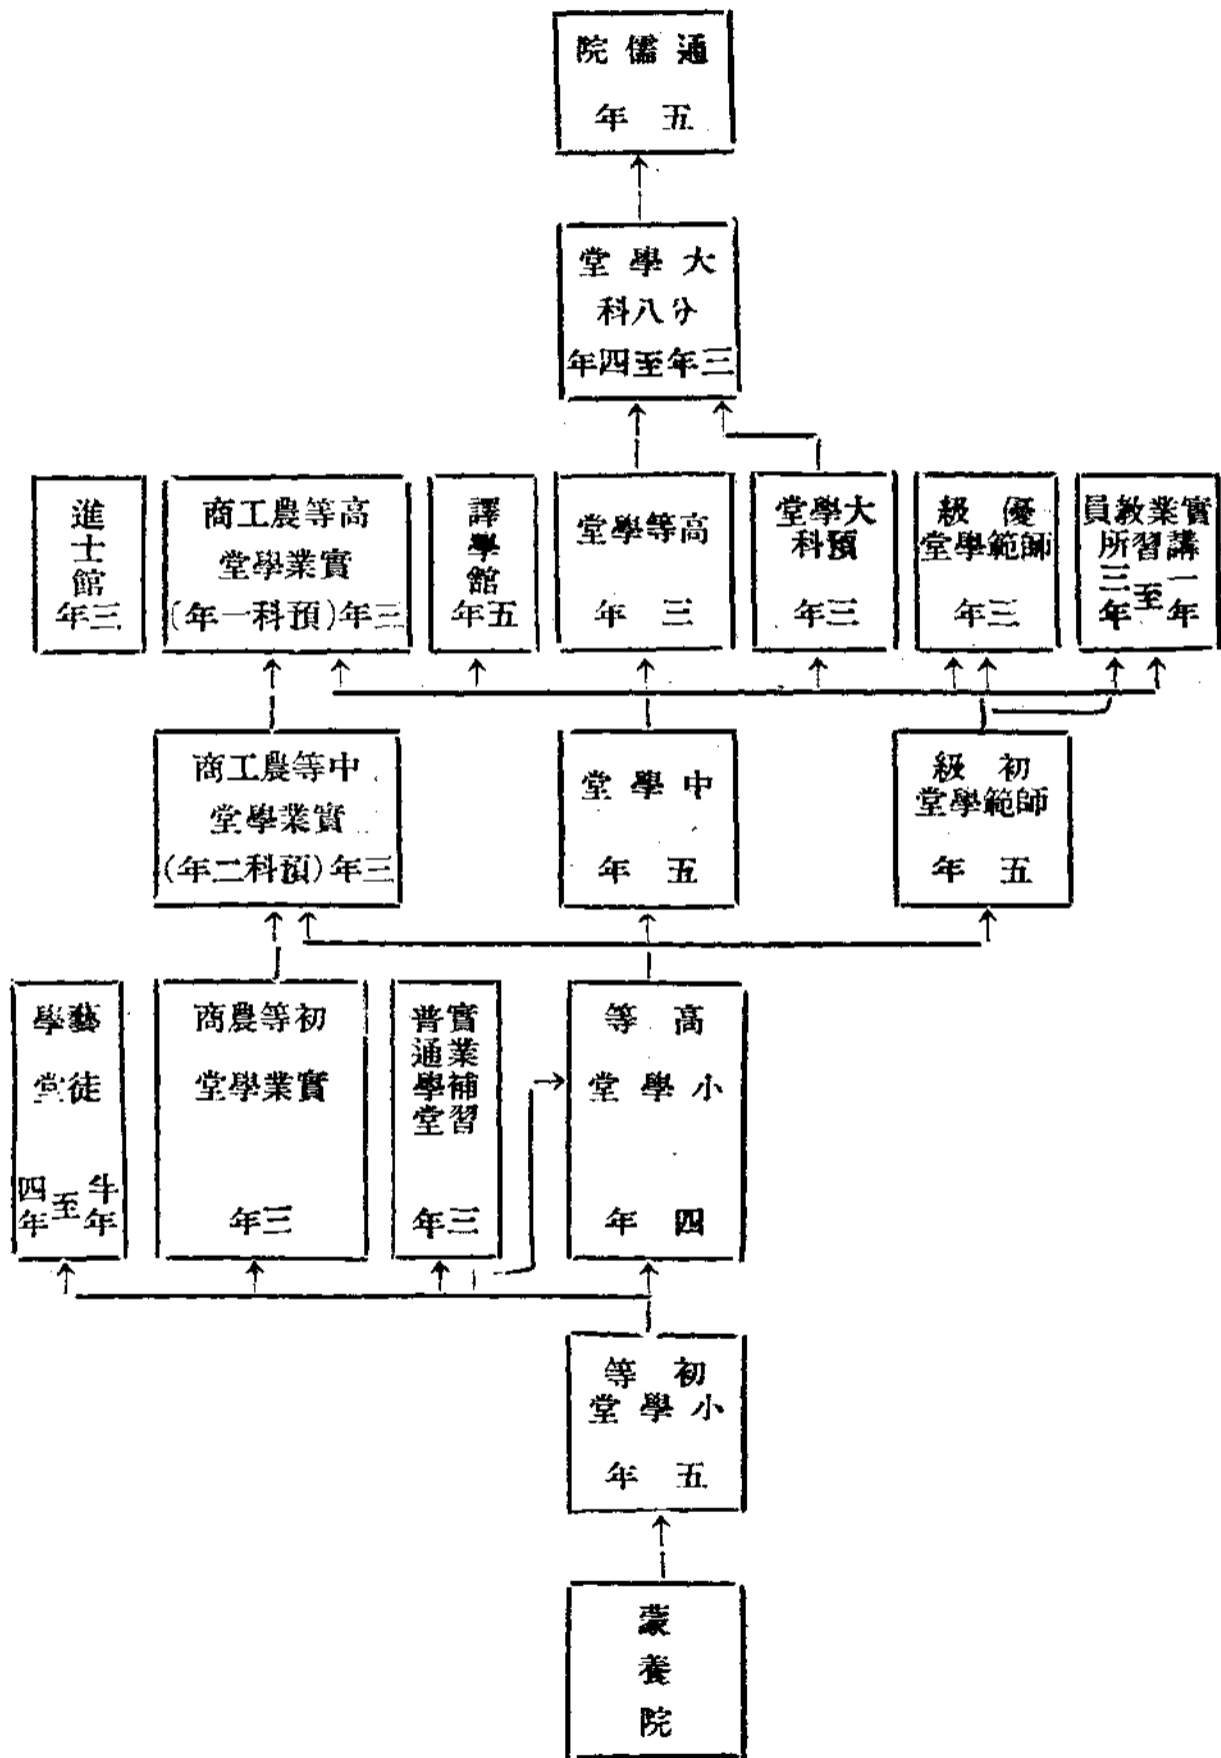 通儒院
五年
大學堂
分八科
三年至四年
實業教員
講習所
一年至三年
優級
師範學堂
三年
大學堂
預科
三年
高等學堂
三年
譯學館
五年
高等農工商
實業學堂
三年(預科一年)
進士館
三年
初級
師範學堂
五年
中學堂
五年
中等農工商
實業學堂
三年(預科二年)
高等
小學堂
四年
實業補習
普通學堂
三年
初等農商
實業學堂
三年
藝徒
學堂
半年至四年
初等
小學堂
五年
蒙養院